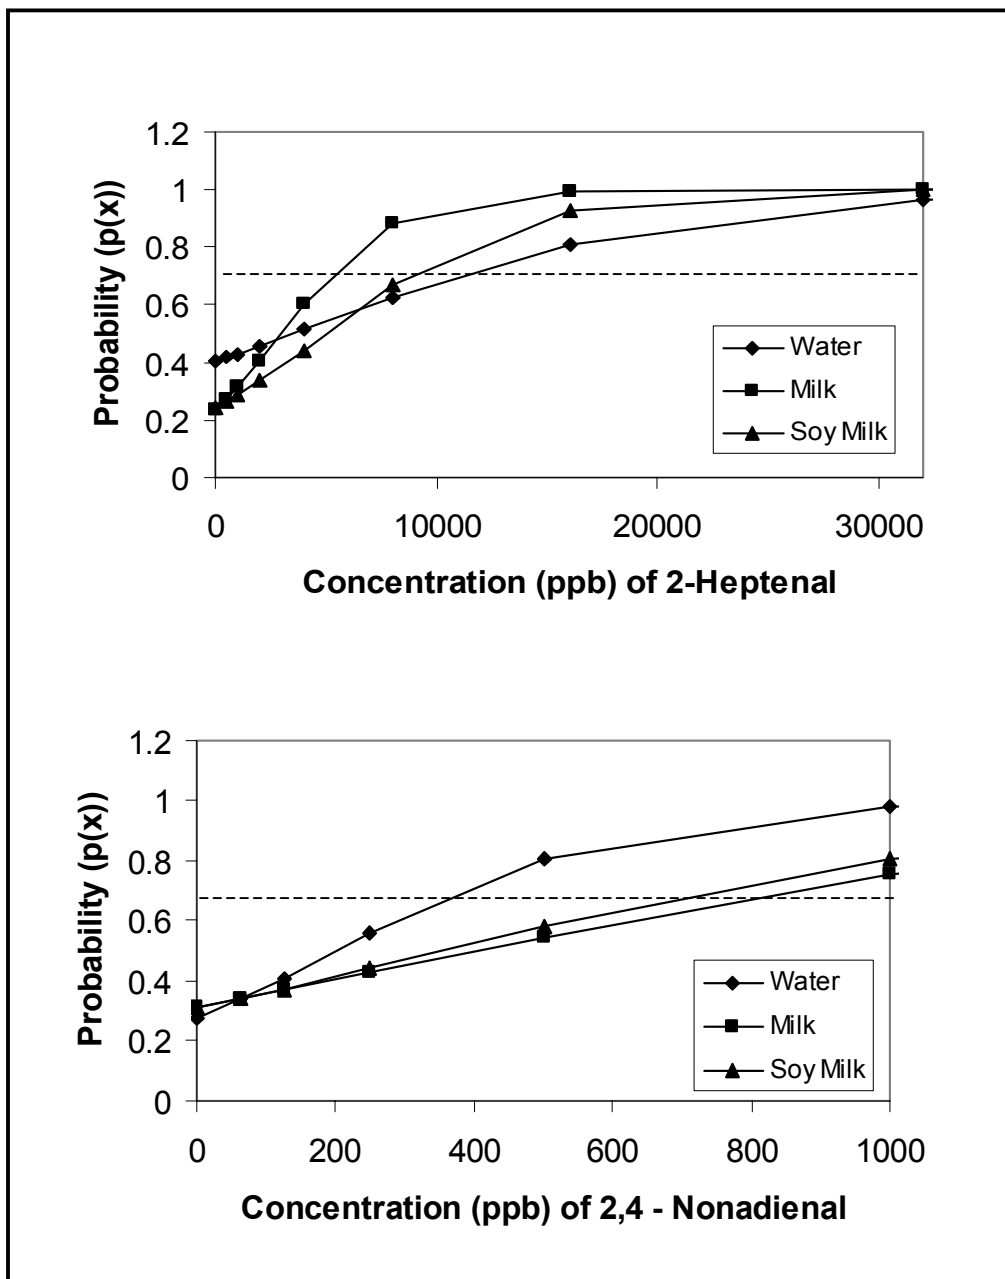 1.2
1
0.8
0.6
0.4
0.2
0
Probability (p(x))
Water
Milk
Soy Milk
0 10000 20000 30000
Concentration (ppb) of 2-Heptenal
1.2
1
0.8
0.6
0.4
0.2
0
Probability (p(x))
Water
Milk
Soy Milk
0 200 400 600 800 1000
Concentration (ppb) of 2,4 - Nonadienal